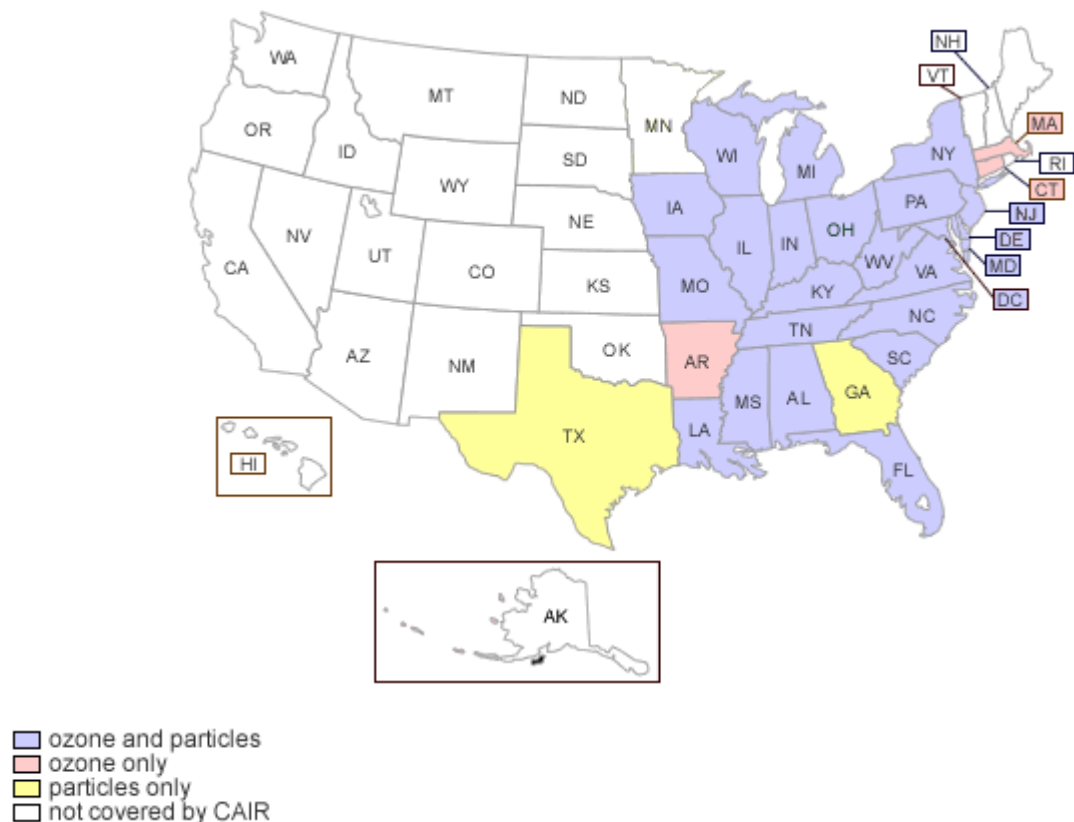 NH
WA
VT
MT
ND
MN
MA
OR
ID
SD
WI
NY
RI
MI
WY
CT
IA
PA
NE
NJ
NV
OH
DE
IL
IN
UT
WV
CA
CO
MD
VA
MO
KS
KY
DC
NC
TN
OK
AZ
AR
SC
NM
GA
MS
AL
TX
LA
HI
FL
AK
ozone and particles
ozone only
particles only
not covered by CAIR